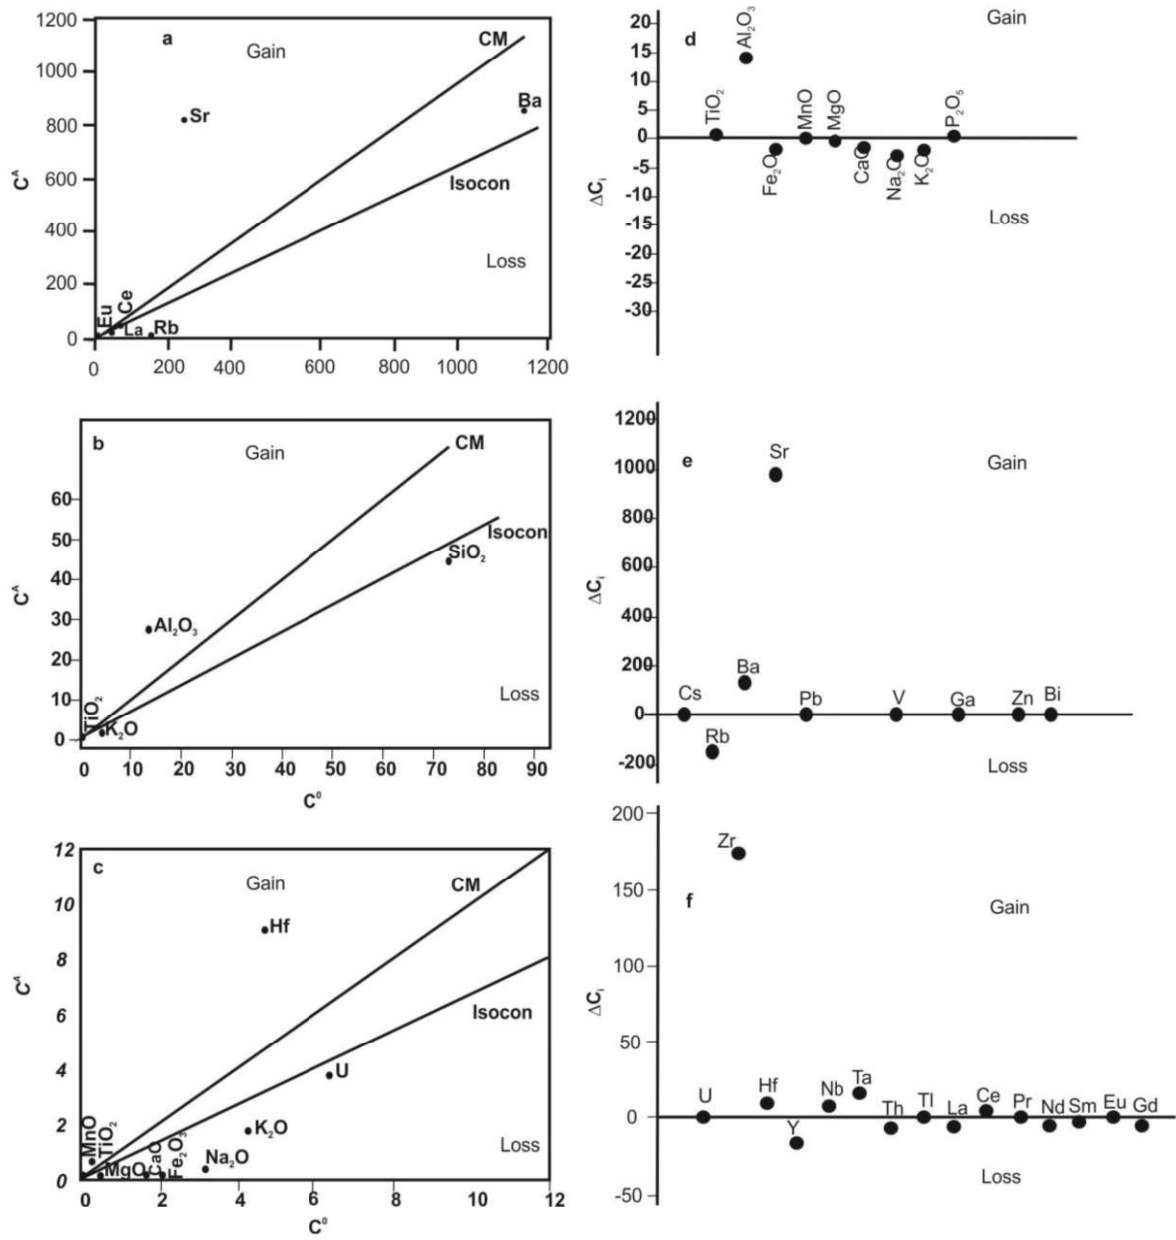 a
Gain
CM
Sr
Ba
Isocon
Loss
Eu
Ce
La
Rb
C^A
1200
1000
800
600
400
200
0
0 200 400 600 800 1000 1200
b
Gain
CM
Isocon
SiO₂
Al₂O₃
Loss
TiO₂
K₂O
C^A
60
50
40
30
20
10
0
0 10 20 30 40 50 60 70 80 90
C⁰
c
Gain
CM
Hf
Isocon
U
K₂O
Loss
MnO
TiO₂
MgO
CaO
Fe₂O₃
Na₂O
C^A
12
10
8
6
4
2
0
2 4 6 8 10 12
C⁰
d
Gain
Al₂O₃
TiO₂
MnO
MgO
P₂O₅
Fe₂O
CaO
Na₂O
K₂O
Loss
ΔCᵢ
20
15
10
5
0
-5
-10
-15
-20
-25
-30
e
Sr
Gain
Cs
Rb
Ba
Pb
V
Ga
Zn
Bi
Loss
ΔCᵢ
1200
1000
800
600
400
200
0
-200
f
Zr
Gain
U
Hf
Y
Nb
Ta
Th
Tl
La
Ce
Pr
Nd
Sm
Eu
Gd
Loss
ΔCᵢ
200
150
100
50
0
-50